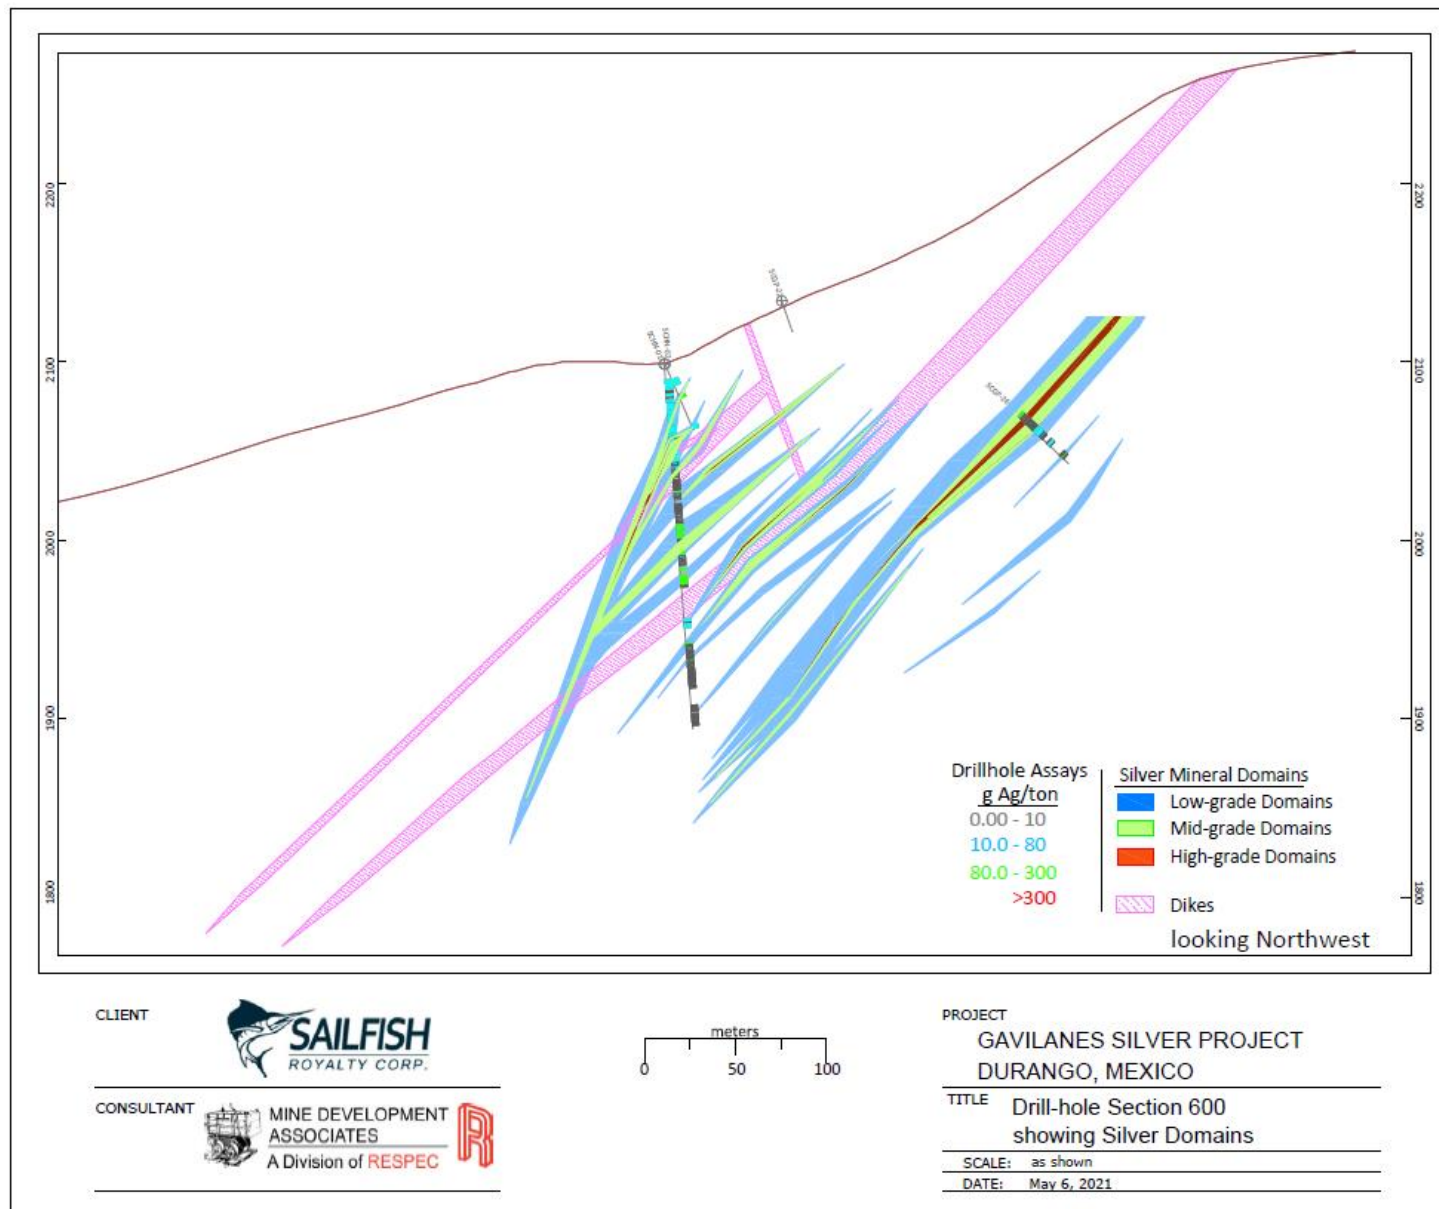 2200
2200
2100
2100
2000
2000
1900
1900
1800
1800
Drillhole Assays
g Ag/ton
0.00 - 10
10.0 - 80
80.0 - 300
>300
Silver Mineral Domains
Low-grade Domains
Mid-grade Domains
High-grade Domains
Dikes
looking Northwest
CLIENT
SAILFISH
ROYALTY CORP.
CONSULTANT
MINE DEVELOPMENT
ASSOCIATES
A Division of RESPEC
meters
0 50 100
PROJECT
GAVILANES SILVER PROJECT
DURANGO, MEXICO
TITLE Drill-hole Section 600
showing Silver Domains
SCALE: as shown
DATE: May 6, 2021